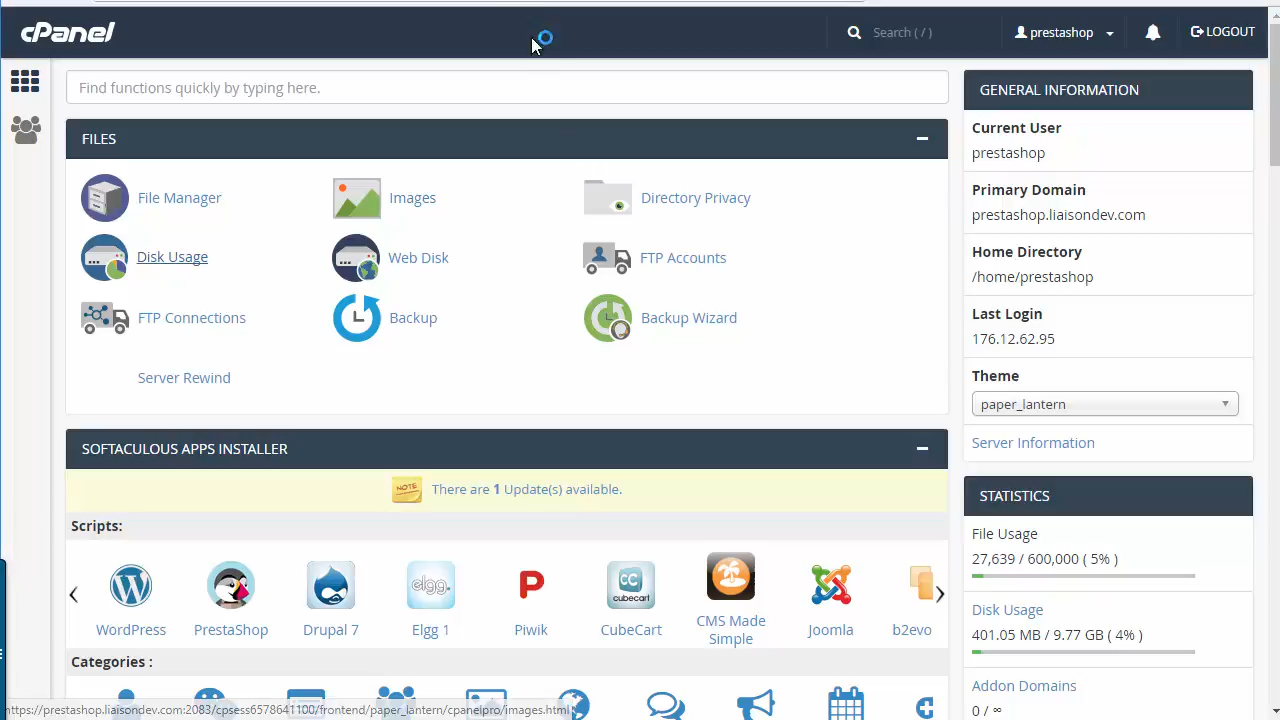 cPanel
Search ( / )
prestashop
LOGOUT
Find functions quickly by typing here.
FILES
File Manager
Images
Directory Privacy
Disk Usage
Web Disk
FTP Accounts
FTP Connections
Backup
Backup Wizard
Server Rewind
SOFTACULOUS APPS INSTALLER
NOTE
There are 1 Update(s) available.
Scripts:
WordPress
PrestaShop
Drupal 7
elgg.
Elgg 1
Piwik
CC
cubecart
CubeCart
CMS Made
Simple
Joomla
b2evo
Categories :
https://prestashop.liaisondev.com:2083/cpsess6578641100/frontend/paper_lantern/cpanelpro/images.html
GENERAL INFORMATION
Current User
prestashop
Primary Domain
prestashop.liaisondev.com
Home Directory
/home/prestashop
Last Login
176.12.62.95
Theme
paper_lantern
Server Information
STATISTICS
File Usage
27,639 / 600,000 ( 5% )
Disk Usage
401.05 MB / 9.77 GB ( 4% )
Addon Domains
0 / ∞